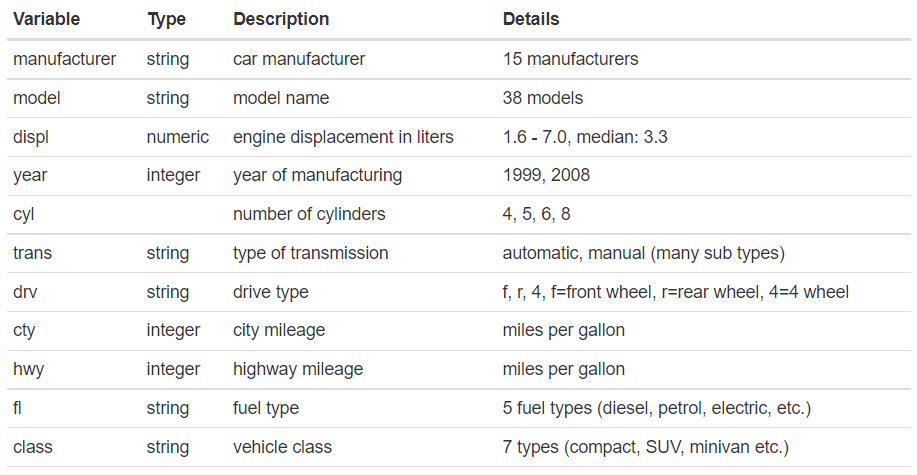 Variable Type Description Details
manufacturer string car manufacturer 15 manufacturers
model string model name 38 models
displ numeric engine displacement in liters 1.6 - 7.0, median: 3.3
year integer year of manufacturing 1999, 2008
cyl number of cylinders 4, 5, 6, 8
trans string type of transmission automatic, manual (many sub types)
drv string drive type f, r, 4, f=front wheel, r=rear wheel, 4=4 wheel
cty integer city mileage miles per gallon
hwy integer highway mileage miles per gallon
fl string fuel type 5 fuel types (diesel, petrol, electric, etc.)
class string vehicle class 7 types (compact, SUV, minivan etc.)